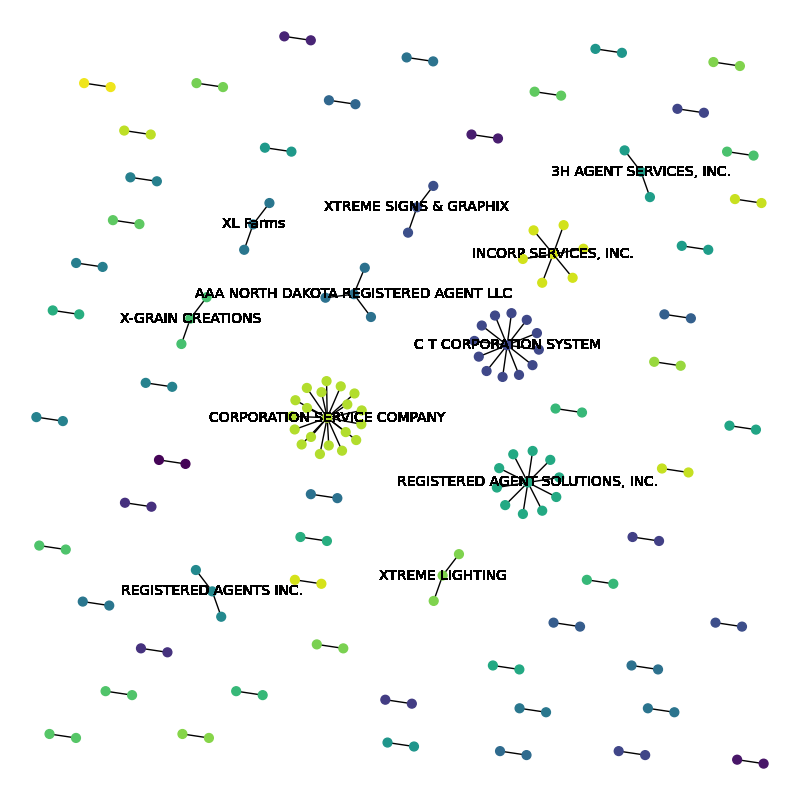 3H AGENT SERVICES, INC.
XTREME SIGNS & GRAPHIX
XL Farms
INCORP SERVICES, INC.
AAA NORTH DAKOTA REGISTERED AGENT LLC
X-GRAIN CREATIONS
C T CORPORATION SYSTEM
CORPORATION SERVICE COMPANY
REGISTERED AGENT SOLUTIONS, INC.
XTREME LIGHTING
REGISTERED AGENTS INC.